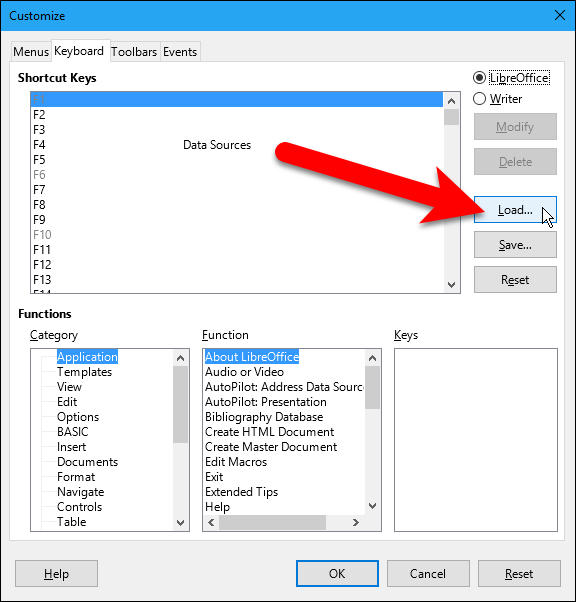 Customize
Menus Keyboard Toolbars Events
Shortcut Keys
LibreOffice
Writer
F1
F2
F3
F4 Data Sources
F5
F6
F7
F8
F9
F10
F11
F12
F13
Modify
Delete
Load...
Save...
Reset
Functions
Category
Application
Templates
View
Edit
Options
BASIC
Insert
Documents
Format
Navigate
Controls
Table
Function
About LibreOffice
Audio or Video
AutoPilot: Address Data Sourc
AutoPilot: Presentation
Bibliography Database
Create HTML Document
Create Master Document
Edit Macros
Exit
Extended Tips
Help
Keys
Help OK Cancel Reset